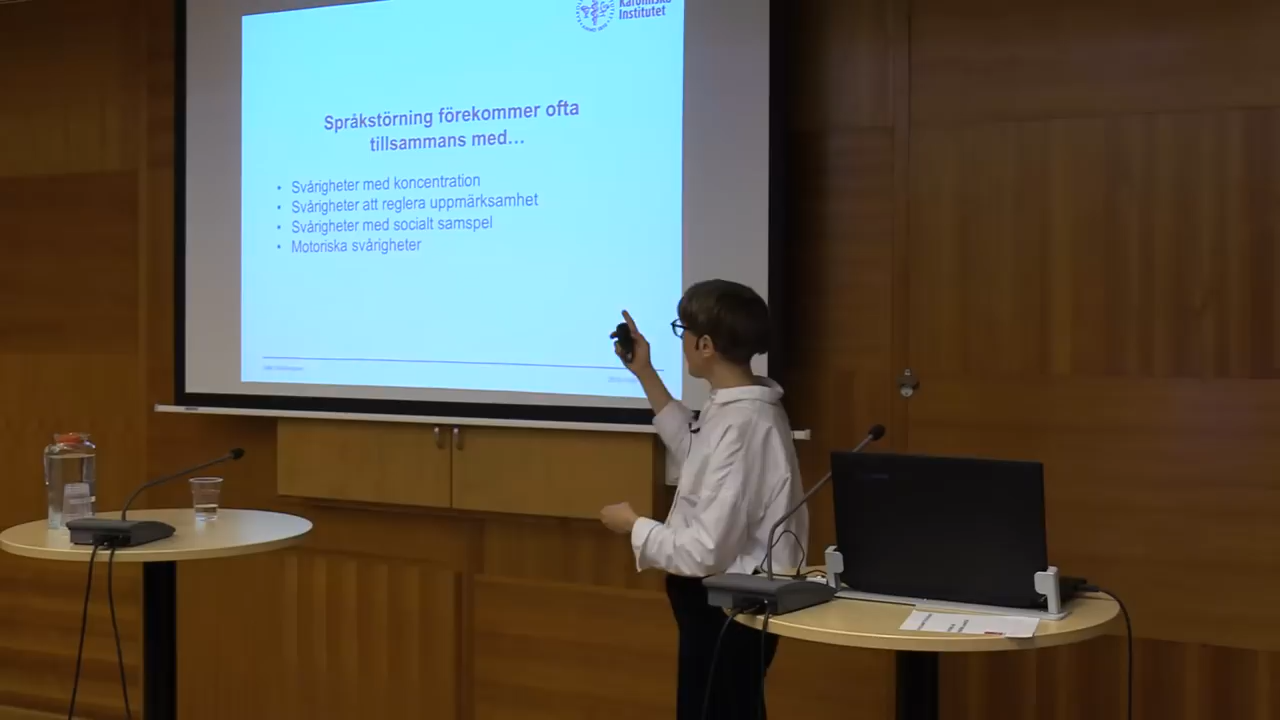 Karolinska
Institutet
Språkstörning förekommer ofta
tillsammans med...
• Svårigheter med koncentration
• Svårigheter att reglera uppmärksamhet
• Svårigheter med socialt samspel
• Motoriska svårigheter